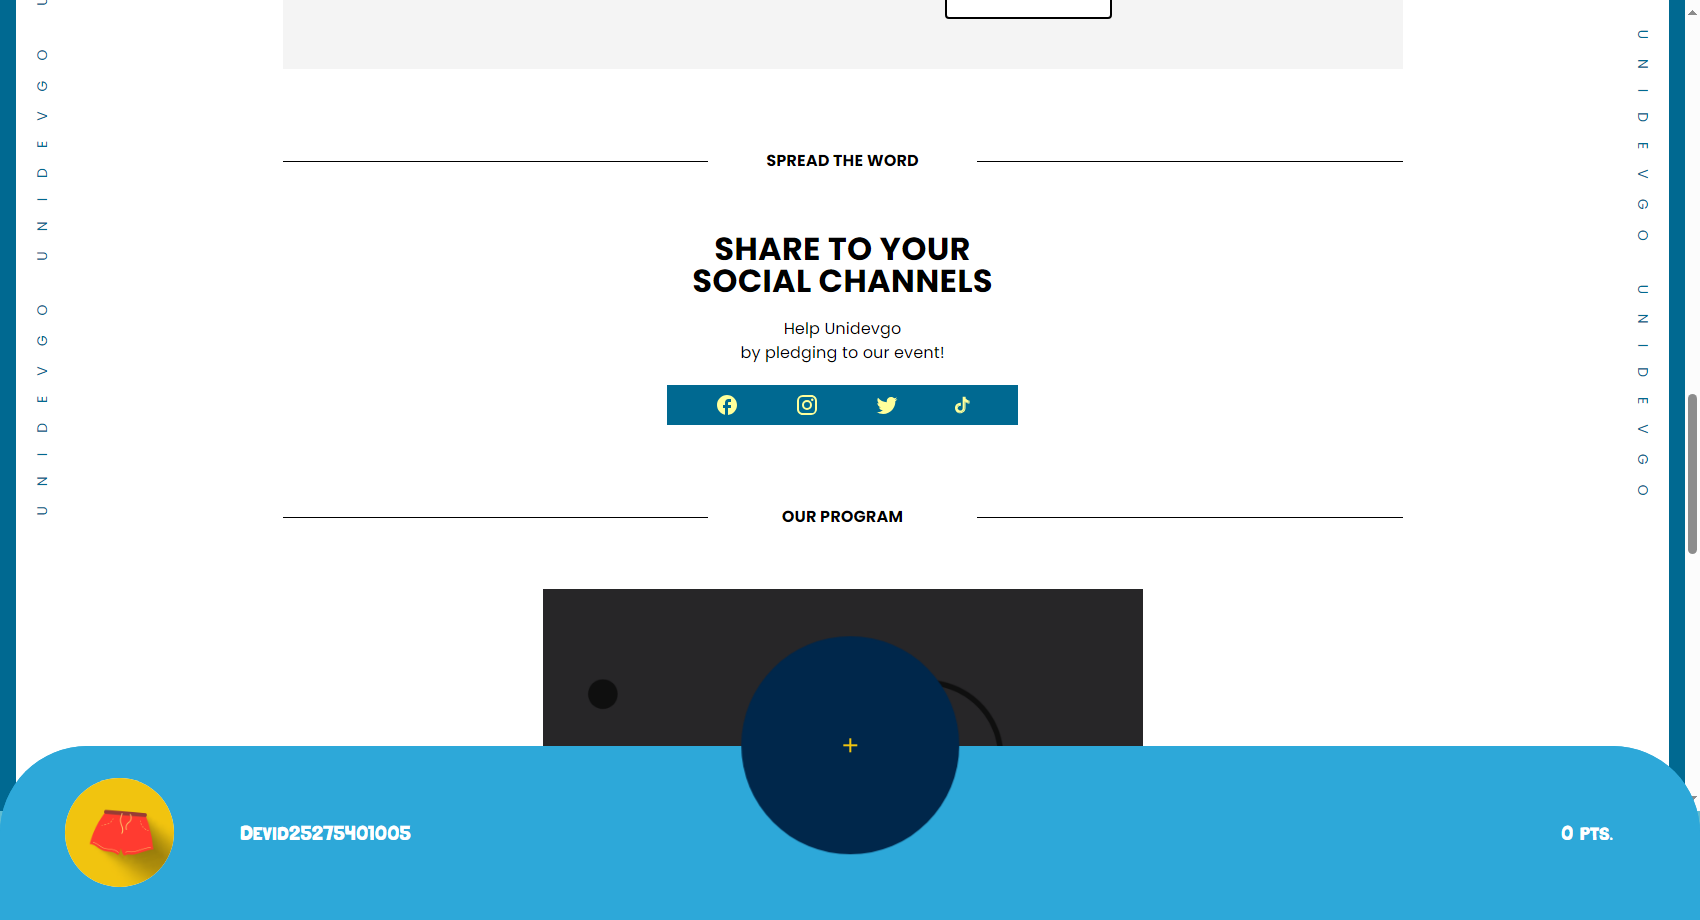 UNIDEVGO UNIDEVGO
UNIDEVGO UNIDEVGO
SPREAD THE WORD
SHARE TO YOUR
SOCIAL CHANNELS
Help Unidevgo
by pledging to our event!
OUR PROGRAM
+
Devid25275401005
0 pts.